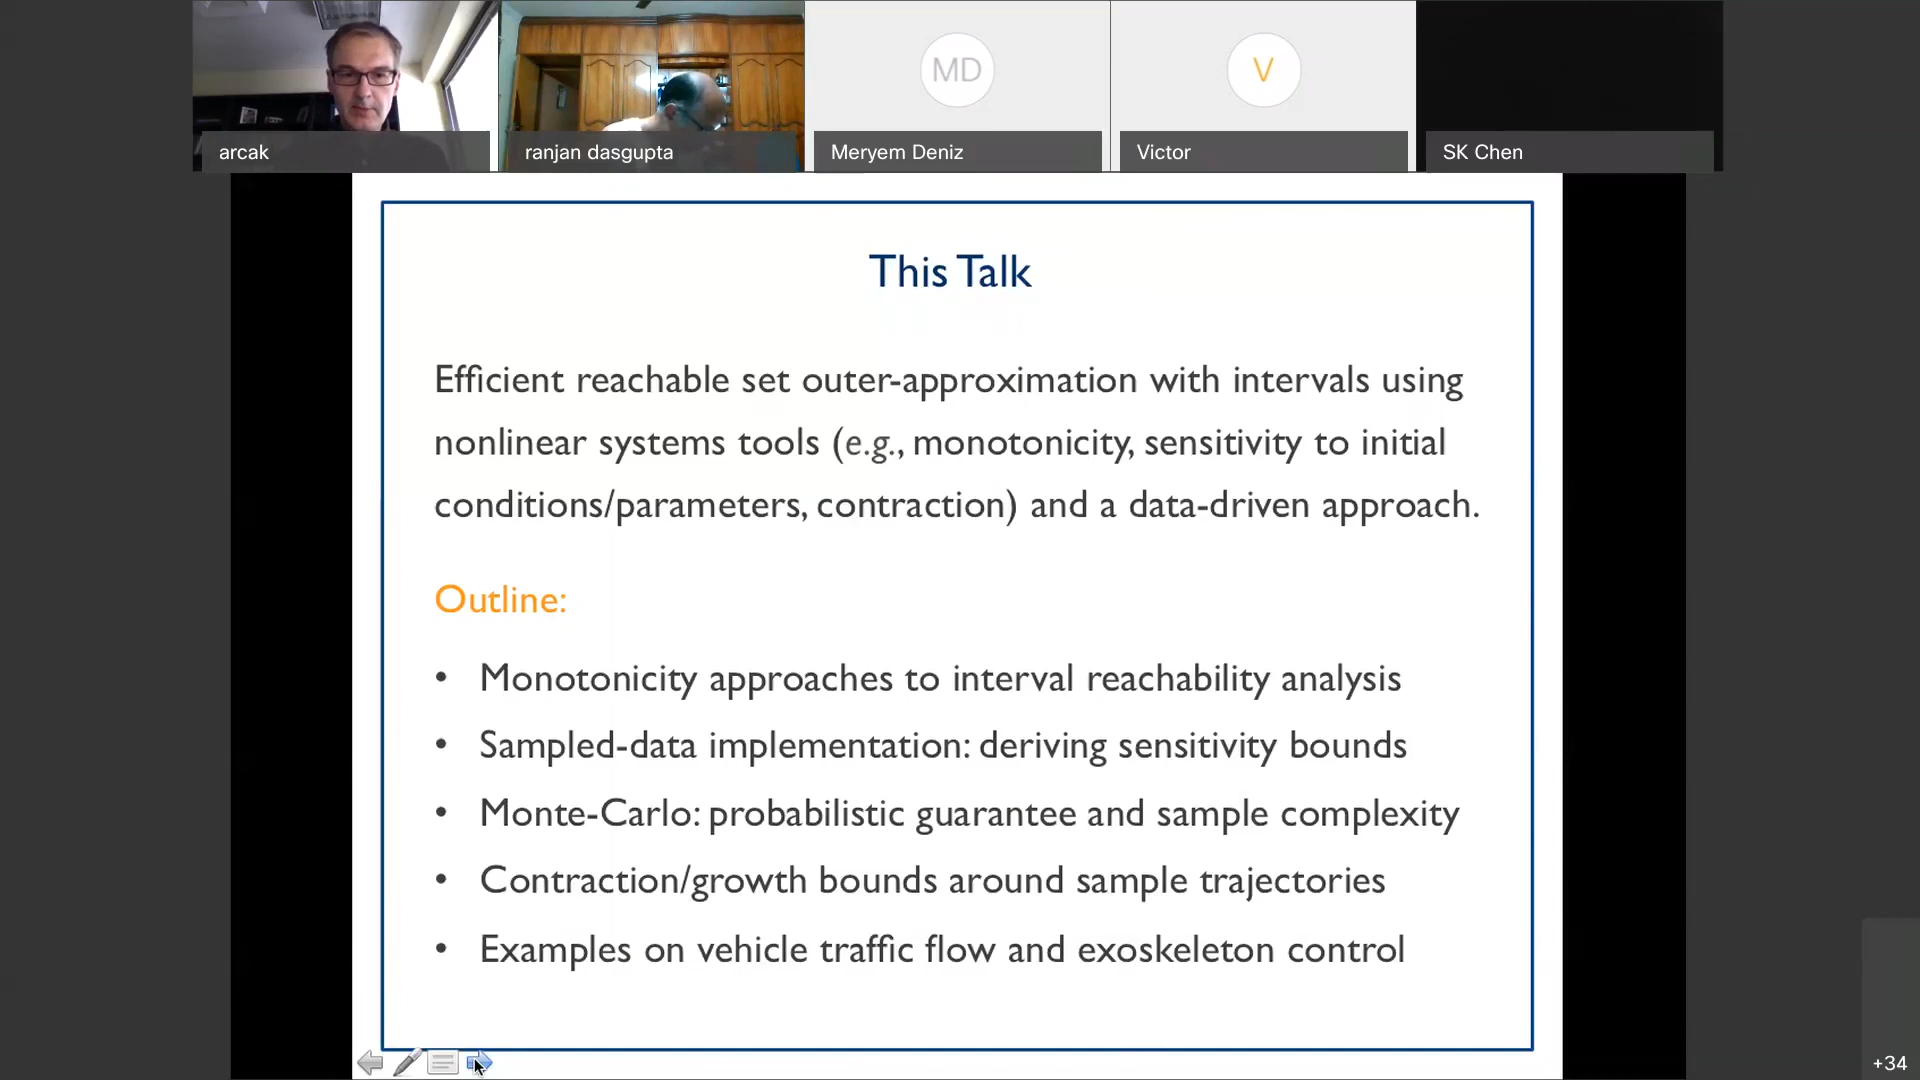 MD
V
arcak
ranjan dasgupta
Meryem Deniz
Victor
SK Chen
This Talk
Efficient reachable set outer-approximation with intervals using
nonlinear systems tools (e.g., monotonicity, sensitivity to initial
conditions/parameters, contraction) and a data-driven approach.
Outline:
• Monotonicity approaches to interval reachability analysis
• Sampled-data implementation: deriving sensitivity bounds
• Monte-Carlo: probabilistic guarantee and sample complexity
• Contraction/growth bounds around sample trajectories
• Examples on vehicle traffic flow and exoskeleton control
+34